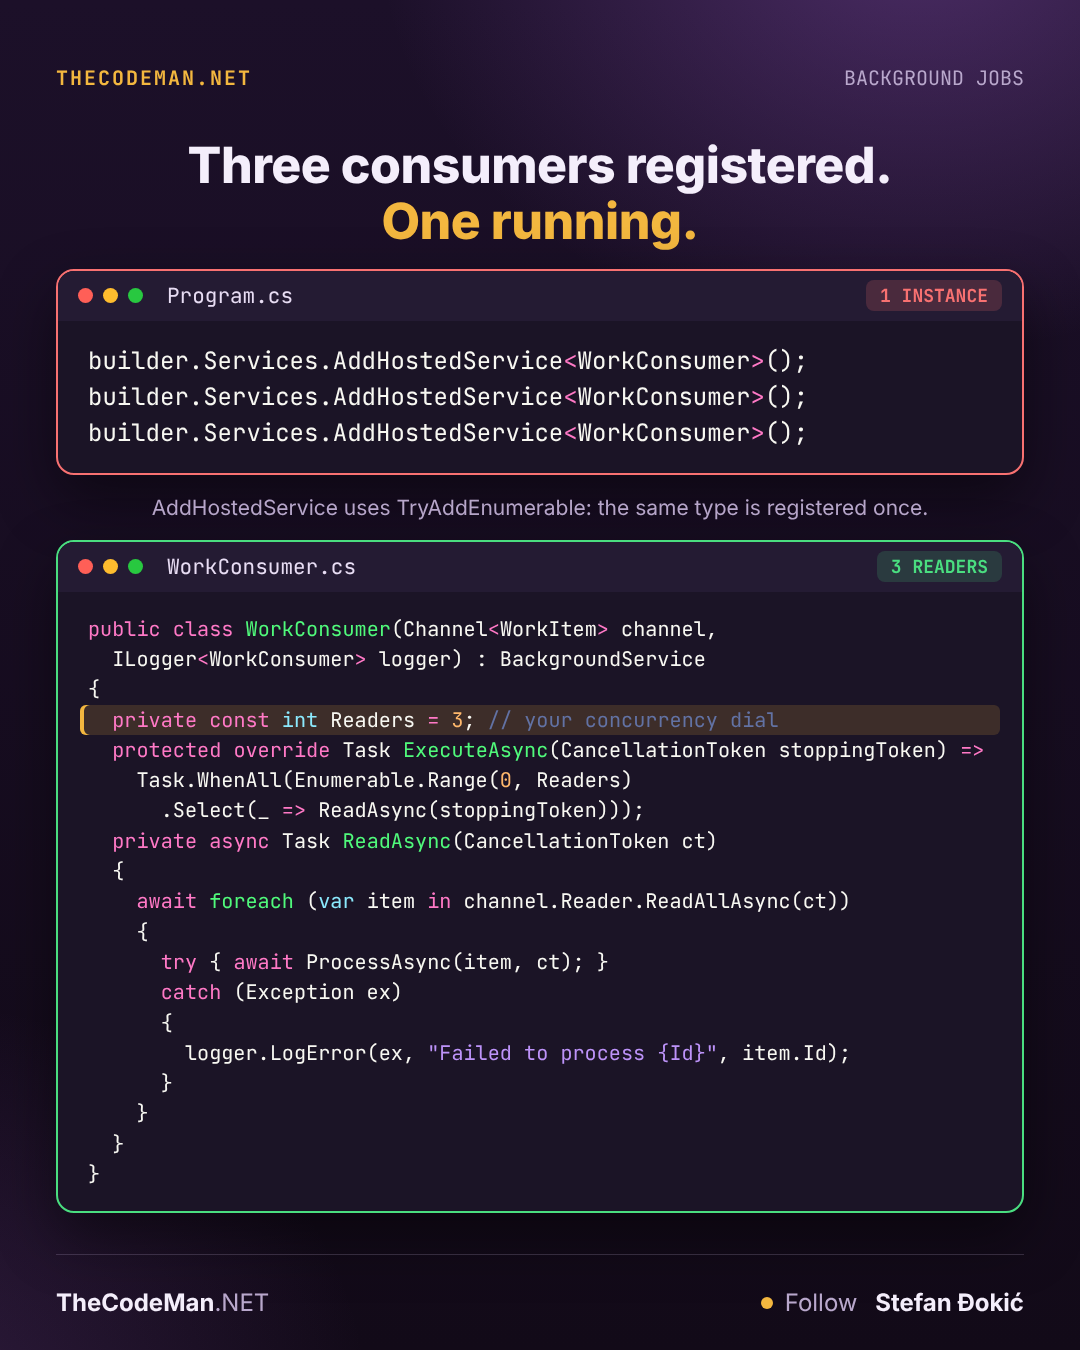 THECODEMAN.NET
BACKGROUND JOBS
Three consumers registered.
One running.
Program.cs
1 INSTANCE
builder.Services.AddHostedService<WorkConsumer>();
builder.Services.AddHostedService<WorkConsumer>();
builder.Services.AddHostedService<WorkConsumer>();
AddHostedService uses TryAddEnumerable: the same type is registered once.
WorkConsumer.cs
3 READERS
public class WorkConsumer(Channel<WorkItem> channel,
  ILogger<WorkConsumer> logger) : BackgroundService
{
  private const int Readers = 3; // your concurrency dial
  protected override Task ExecuteAsync(CancellationToken stoppingToken) =>
    Task.WhenAll(Enumerable.Range(0, Readers)
      .Select(_ => ReadAsync(stoppingToken)));
  private async Task ReadAsync(CancellationToken ct)
  {
    await foreach (var item in channel.Reader.ReadAllAsync(ct))
    {
      try { await ProcessAsync(item, ct); }
      catch (Exception ex)
      {
        logger.LogError(ex, "Failed to process {Id}", item.Id);
      }
    }
  }
}
TheCodeMan.NET
Follow Stefan Đokić